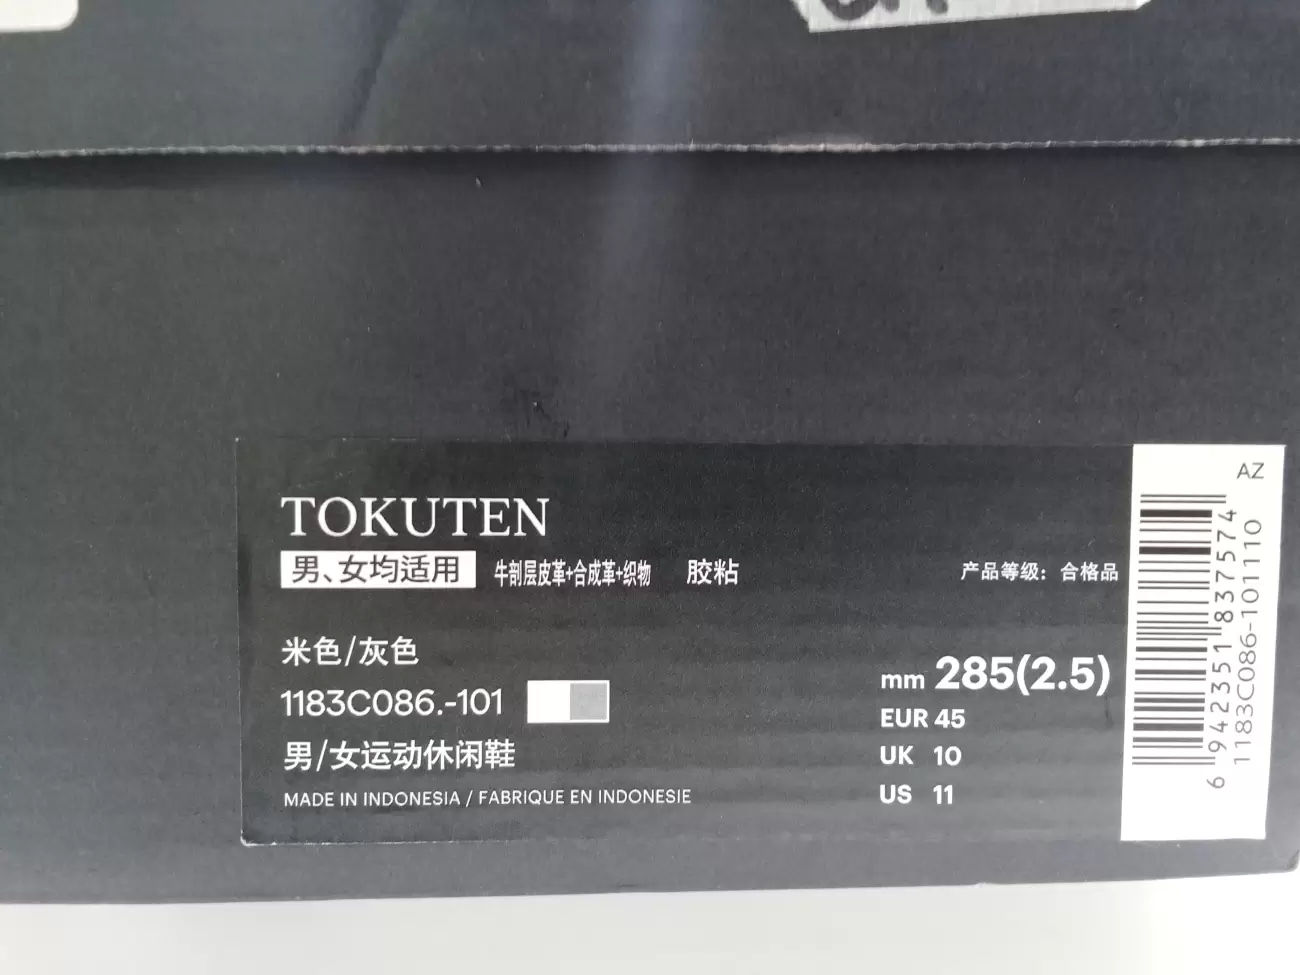 TOKUTEN
男、女均适用 牛剖层皮革+合成革+织物 胶粘 产品等级：合格品
米色/灰色
1183C086.-101
男/女运动休闲鞋
MADE IN INDONESIA / FABRIQUE EN INDONESIE
mm 285(2.5)
EUR 45
UK 10
US 11
AZ
6 942351 837574
1183C086-101110